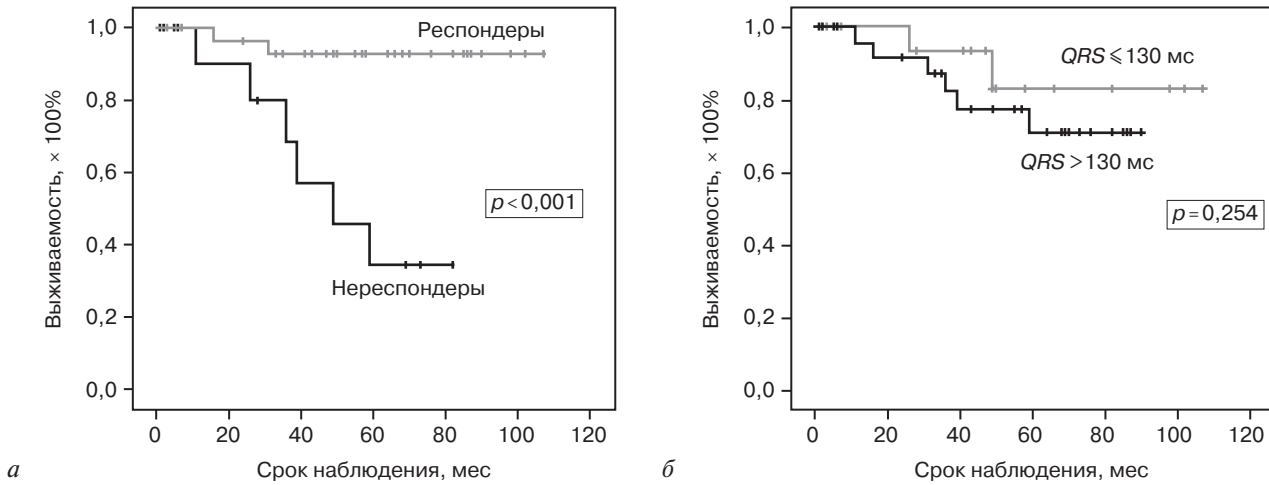 Выживаемость, × 100%
1,0
0,8
0,6
0,4
0,2
0,0
Респондеры
Нереспондеры
p < 0,001
0 20 40 60 80 100 120
Срок наблюдения, мес
а
Выживаемость, × 100%
1,0
0,8
0,6
0,4
0,2
0,0
QRS ⩽ 130 мс
QRS > 130 мс
p = 0,254
0 20 40 60 80 100 120
Срок наблюдения, мес
б